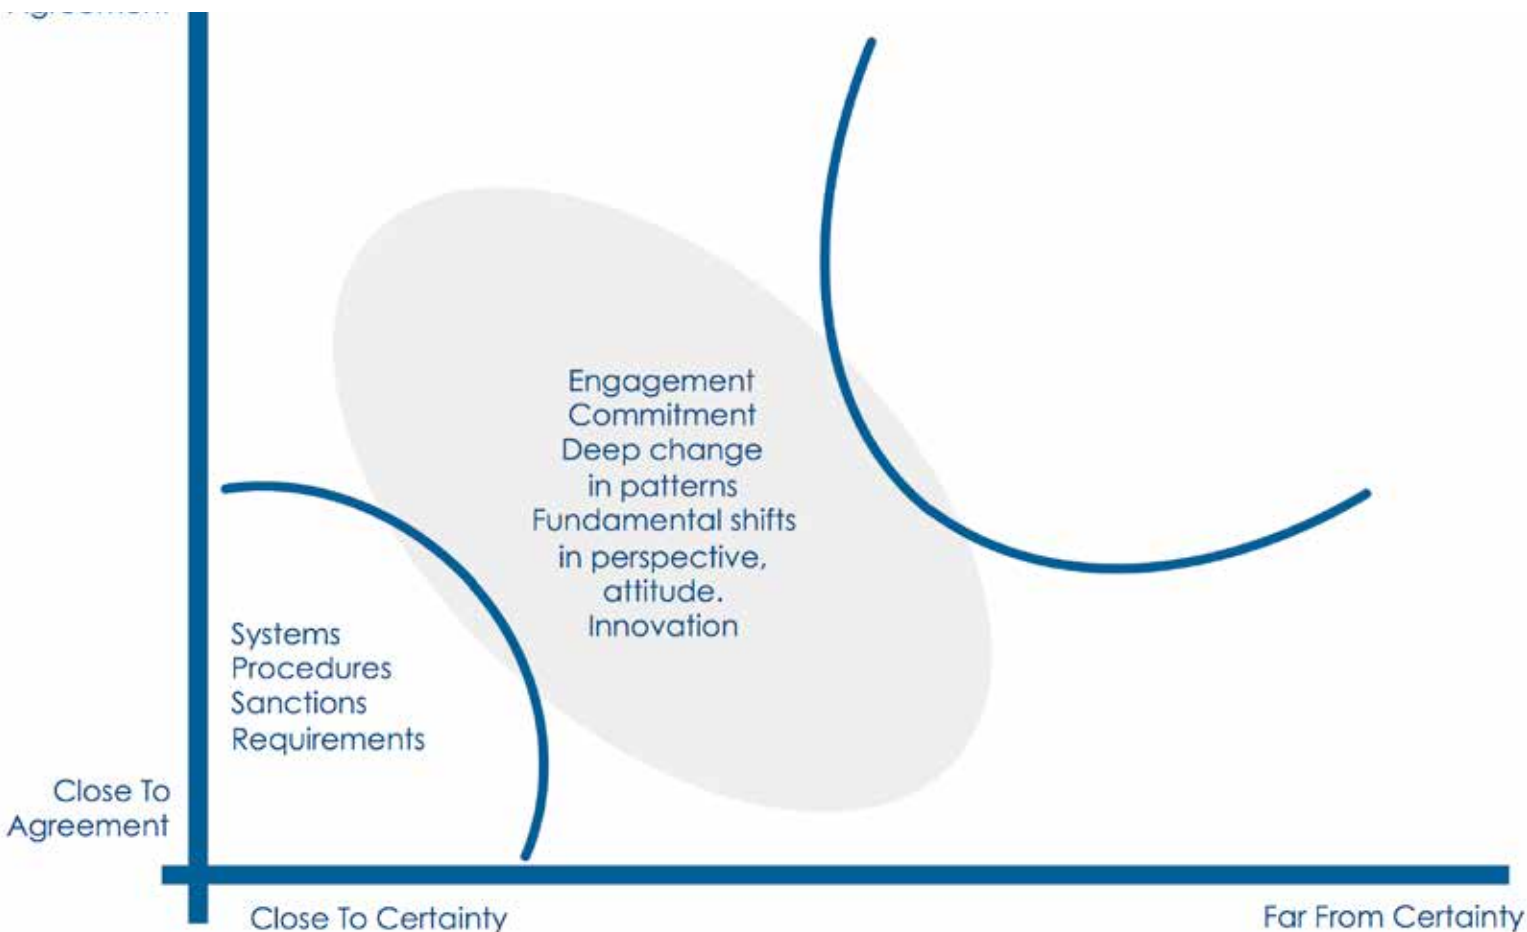 Agreement
Engagement
Commitment
Deep change
in patterns
Fundamental shifts
in perspective,
attitude.
Innovation
Systems
Procedures
Sanctions
Requirements
Close To
Agreement
Close To Certainty
Far From Certainty